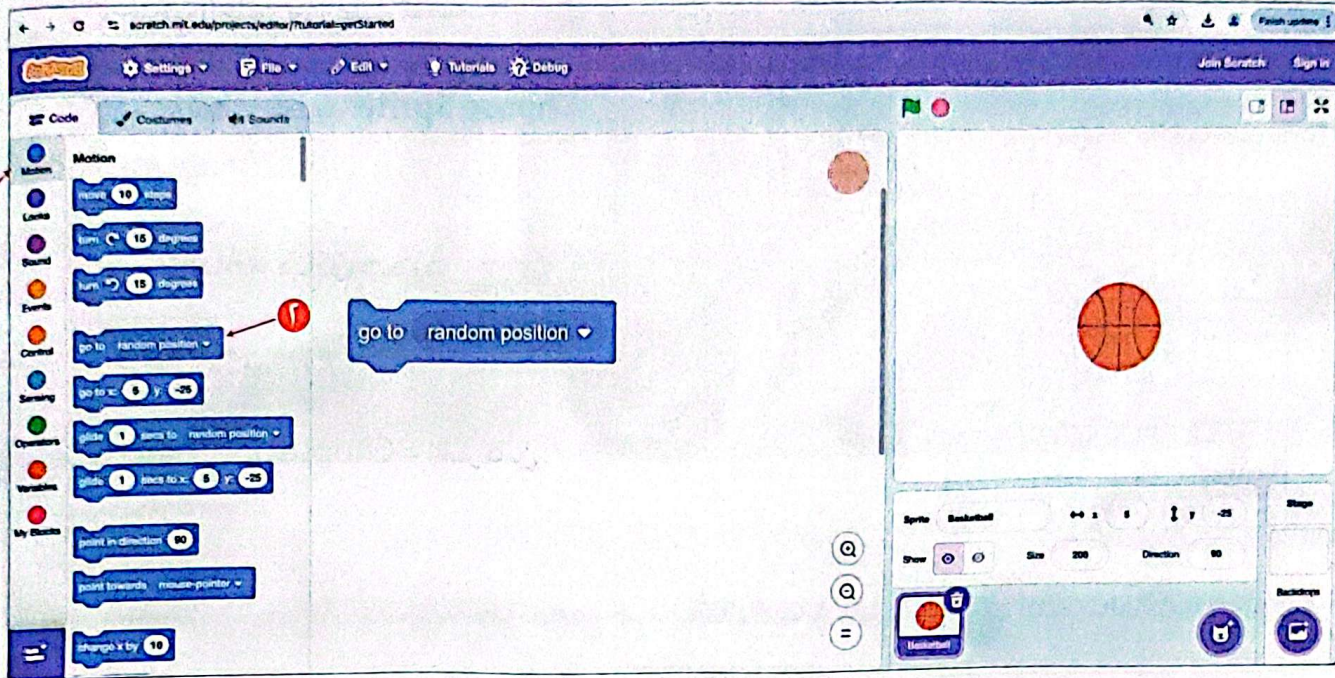 scratch.mit.edu/projects/editor/?tutorial=getStarted
Finish update
Settings File Edit Tutorials Debug
Join Scratch Sign in
Code Costumes Sounds
Motion
Looks
Sound
Events
Control
Sensing
Operators
Variables
My Blocks
Motion
move 10 steps
turn 15 degrees
turn 15 degrees
go to random position
٢
go to x: 5 y: -25
glide 1 secs to random position
glide 1 secs to x: 5 y: -25
point in direction 90
point towards mouse-pointer
change x by 10
go to random position
Sprite Basketball x 5 y -25
Show Size 200 Direction 90
Basketball
Stage
Backdrops